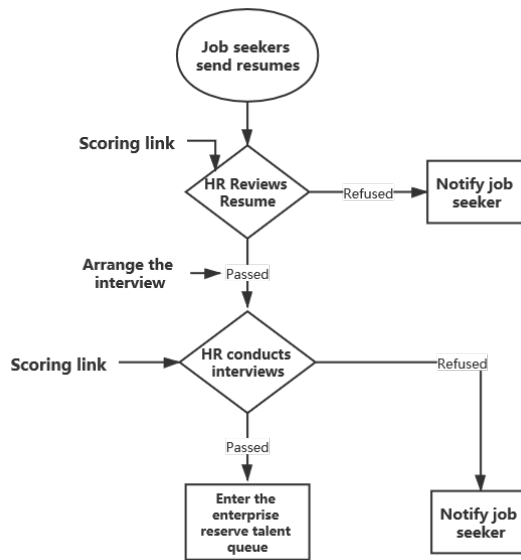 Job seekers
send resumes
Scoring link
HR Reviews
Resume
Refused
Notify job
seeker
Arrange the
interview
Passed
Scoring link
HR conducts
interviews
Refused
Passed
Enter the
enterprise
reserve talent
queue
Notify job
seeker